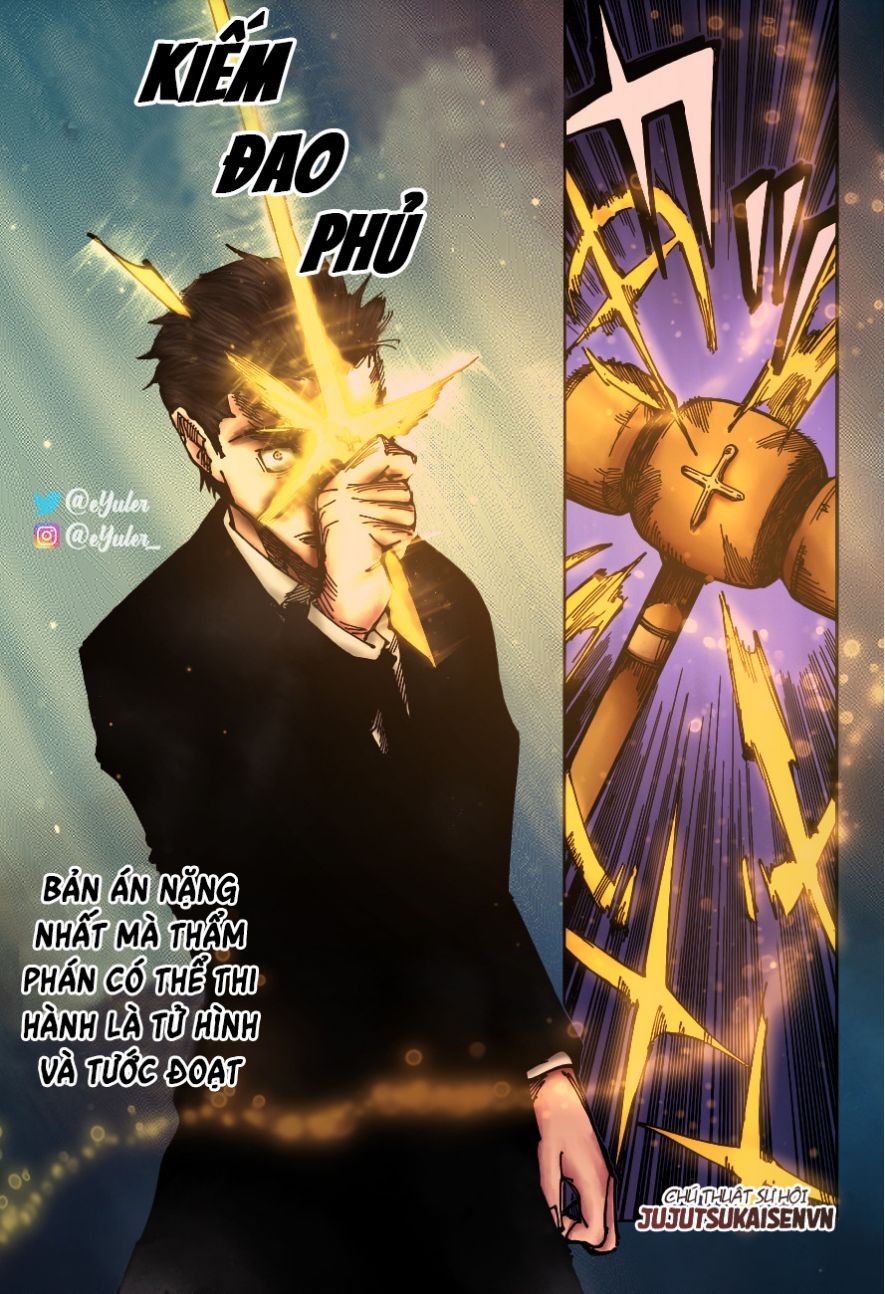 KIẾM
ĐAO
PHỦ
@eYuler
@eYuler_
BẢN ÁN NẶNG
NHẤT MÀ THẨM
PHÁN CÓ THỂ THI
HÀNH LÀ TỬ HÌNH
VÀ TƯỚC ĐOẠT
CHÚ THUẬT SƯ HỘI
JUJUTSUKAISENVN